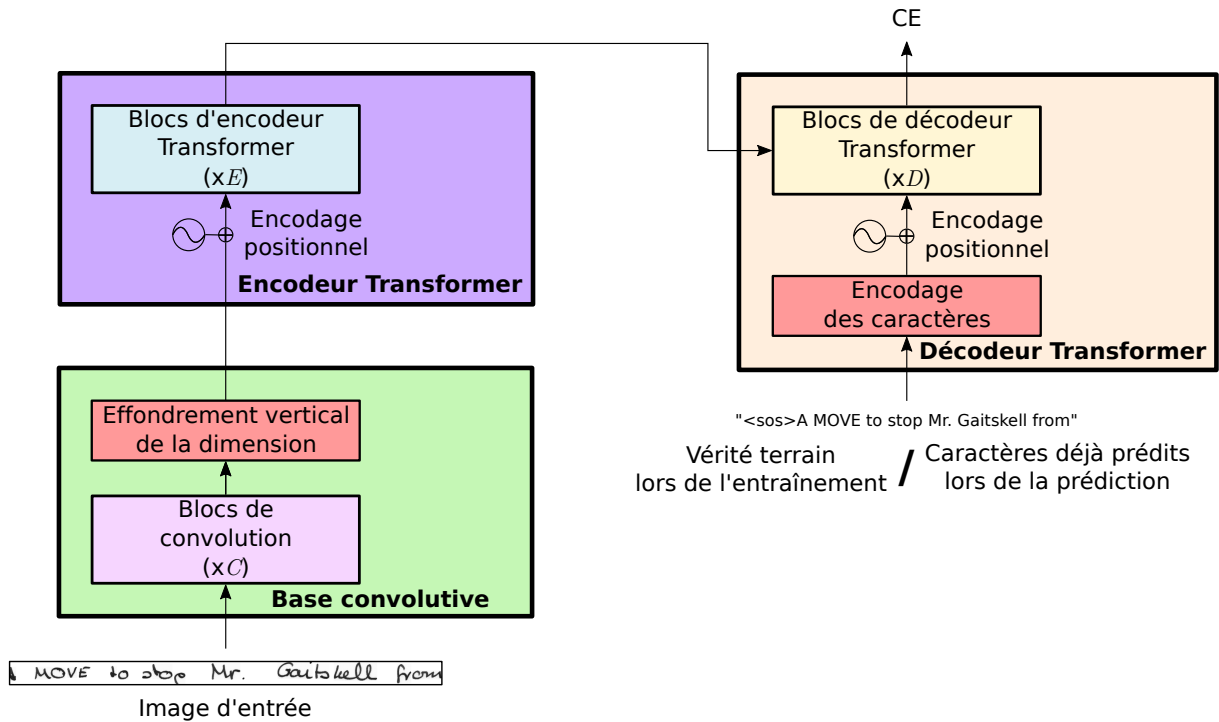 CE
Blocs d'encodeur
Transformer
(xE)
Encodage
positionnel
Encodeur Transformer
Blocs de décodeur
Transformer
(xD)
Encodage
positionnel
Encodage
des caractères
Décodeur Transformer
"<sos>A MOVE to stop Mr. Gaitskell from"
Vérité terrain
lors de l'entraînement
/
Caractères déjà prédits
lors de la prédiction
Effondrement vertical
de la dimension
Blocs de
convolution
(xC)
Base convolutive
A MOVE to stop Mr. Gaitskell from
Image d'entrée